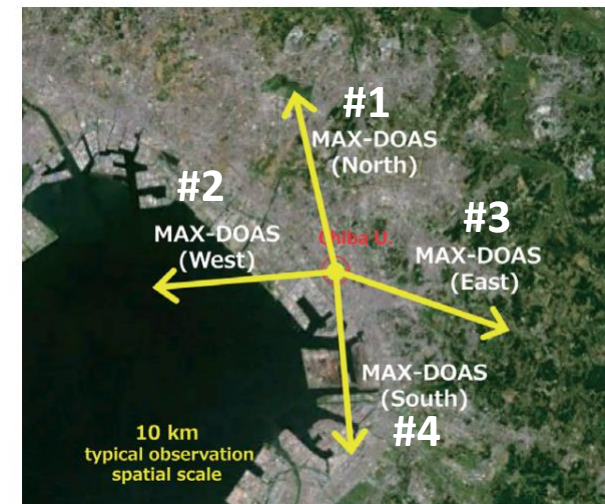 #1
MAX-DOAS
(North)
#2
MAX-DOAS
(West)
Chiba U.
#3
MAX-DOAS
(East)
MAX-DOAS
(South)
#4
10 km
typical observation
spatial scale